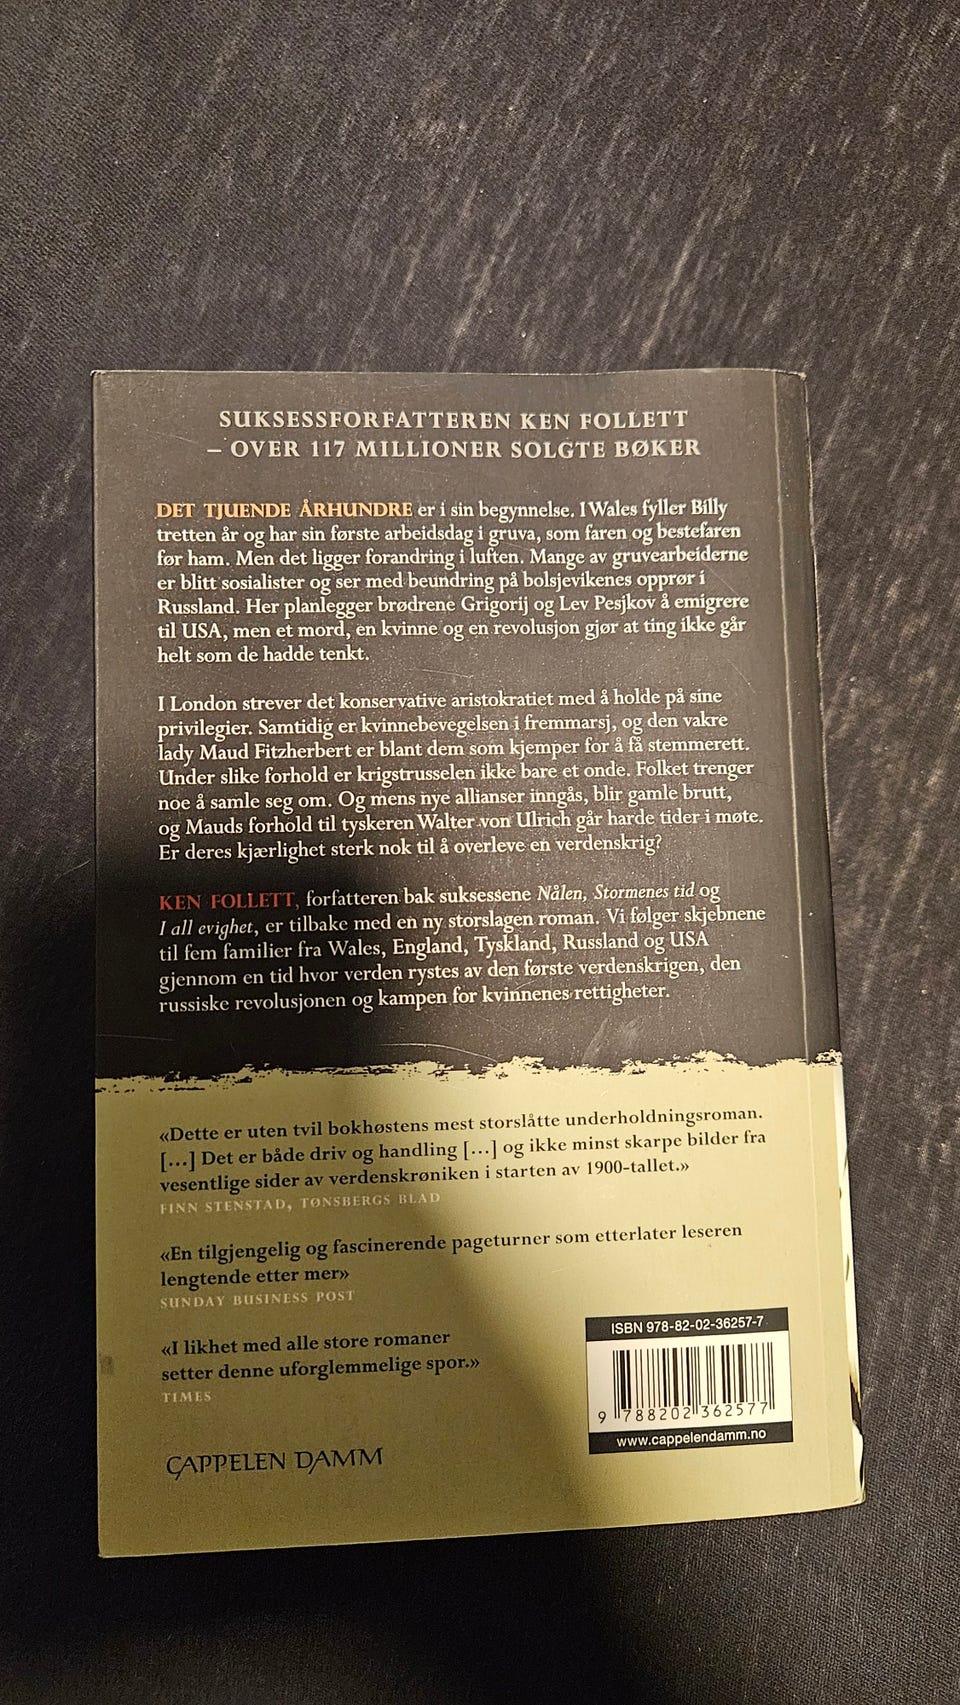 SUKSESSFORFATTEREN KEN FOLLETT
– OVER 117 MILLIONER SOLGTE BØKER
DET TJUENDE ÅRHUNDRE er i sin begynnelse. I Wales fyller Billy
tretten år og har sin første arbeidsdag i gruva, som faren og bestefaren
før ham. Men det ligger forandring i luften. Mange av gruvearbeiderne
er blitt sosialister og ser med beundring på bolsjevikenes opprør i
Russland. Her planlegger brødrene Grigorij og Lev Pesjkov å emigrere
til USA, men et mord, en kvinne og en revolusjon gjør at ting ikke går
helt som de hadde tenkt.
I London strever det konservative aristokratiet med å holde på sine
privilegier. Samtidig er kvinnebevegelsen i fremmarsj, og den vakre
lady Maud Fitzherbert er blant dem som kjemper for å få stemmerett.
Under slike forhold er krigstrusselen ikke bare et onde. Folket trenger
noe å samle seg om. Og mens nye allianser inngås, blir gamle brutt,
og Mauds forhold til tyskeren Walter von Ulrich går harde tider i møte.
Er deres kjærlighet sterk nok til å overleve en verdenskrig?
KEN FOLLETT, forfatteren bak suksessene Nålen, Stormenes tid og
I all evighet, er tilbake med en ny storslagen roman. Vi følger skjebnene
til fem familier fra Wales, England, Tyskland, Russland og USA
gjennom en tid hvor verden rystes av den første verdenskrigen, den
russiske revolusjonen og kampen for kvinnenes rettigheter.
«Dette er uten tvil bokhøstens mest storslåtte underholdningsroman.
[…] Det er både driv og handling […] og ikke minst skarpe bilder fra
vesentlige sider av verdenskrøniken i starten av 1900-tallet.»
FINN STENSTAD, TØNSBERGS BLAD
«En tilgjengelig og fascinerende pageturner som etterlater leseren
lengtende etter mer»
SUNDAY BUSINESS POST
«I likhet med alle store romaner
setter denne uforglemmelige spor.»
TIMES
CAPPELEN DAMM
ISBN 978-82-02-36257-7
9 788202 362577
www.cappelendamm.no